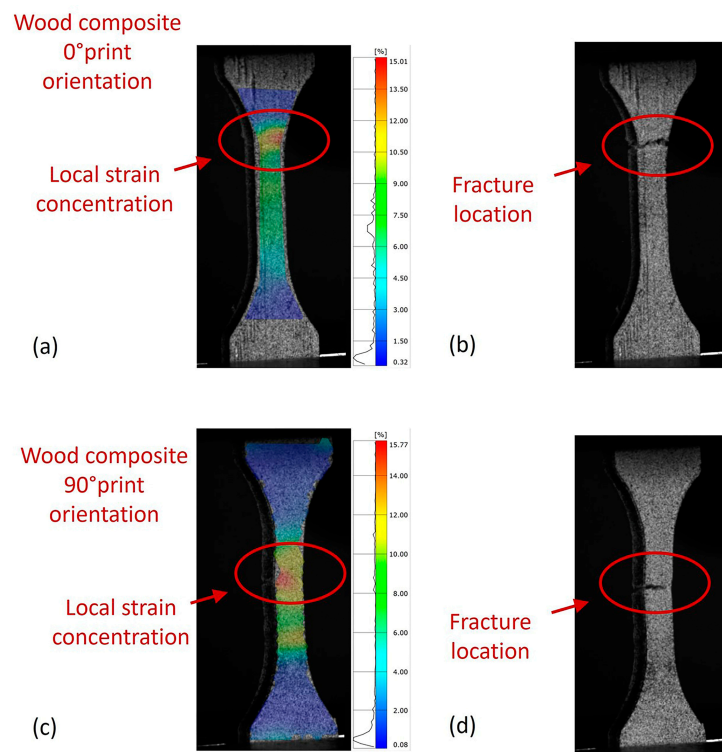 Wood composite
0°print
orientation
Local strain
concentration
(a)
[%]
15.01
13.50
12.00
10.50
9.00
7.50
6.00
4.50
3.00
1.50
0.32
Fracture
location
(b)
Wood composite
90°print
orientation
Local strain
concentration
(c)
[%]
15.77
14.00
12.00
10.00
8.00
6.00
4.00
2.00
0.08
Fracture
location
(d)